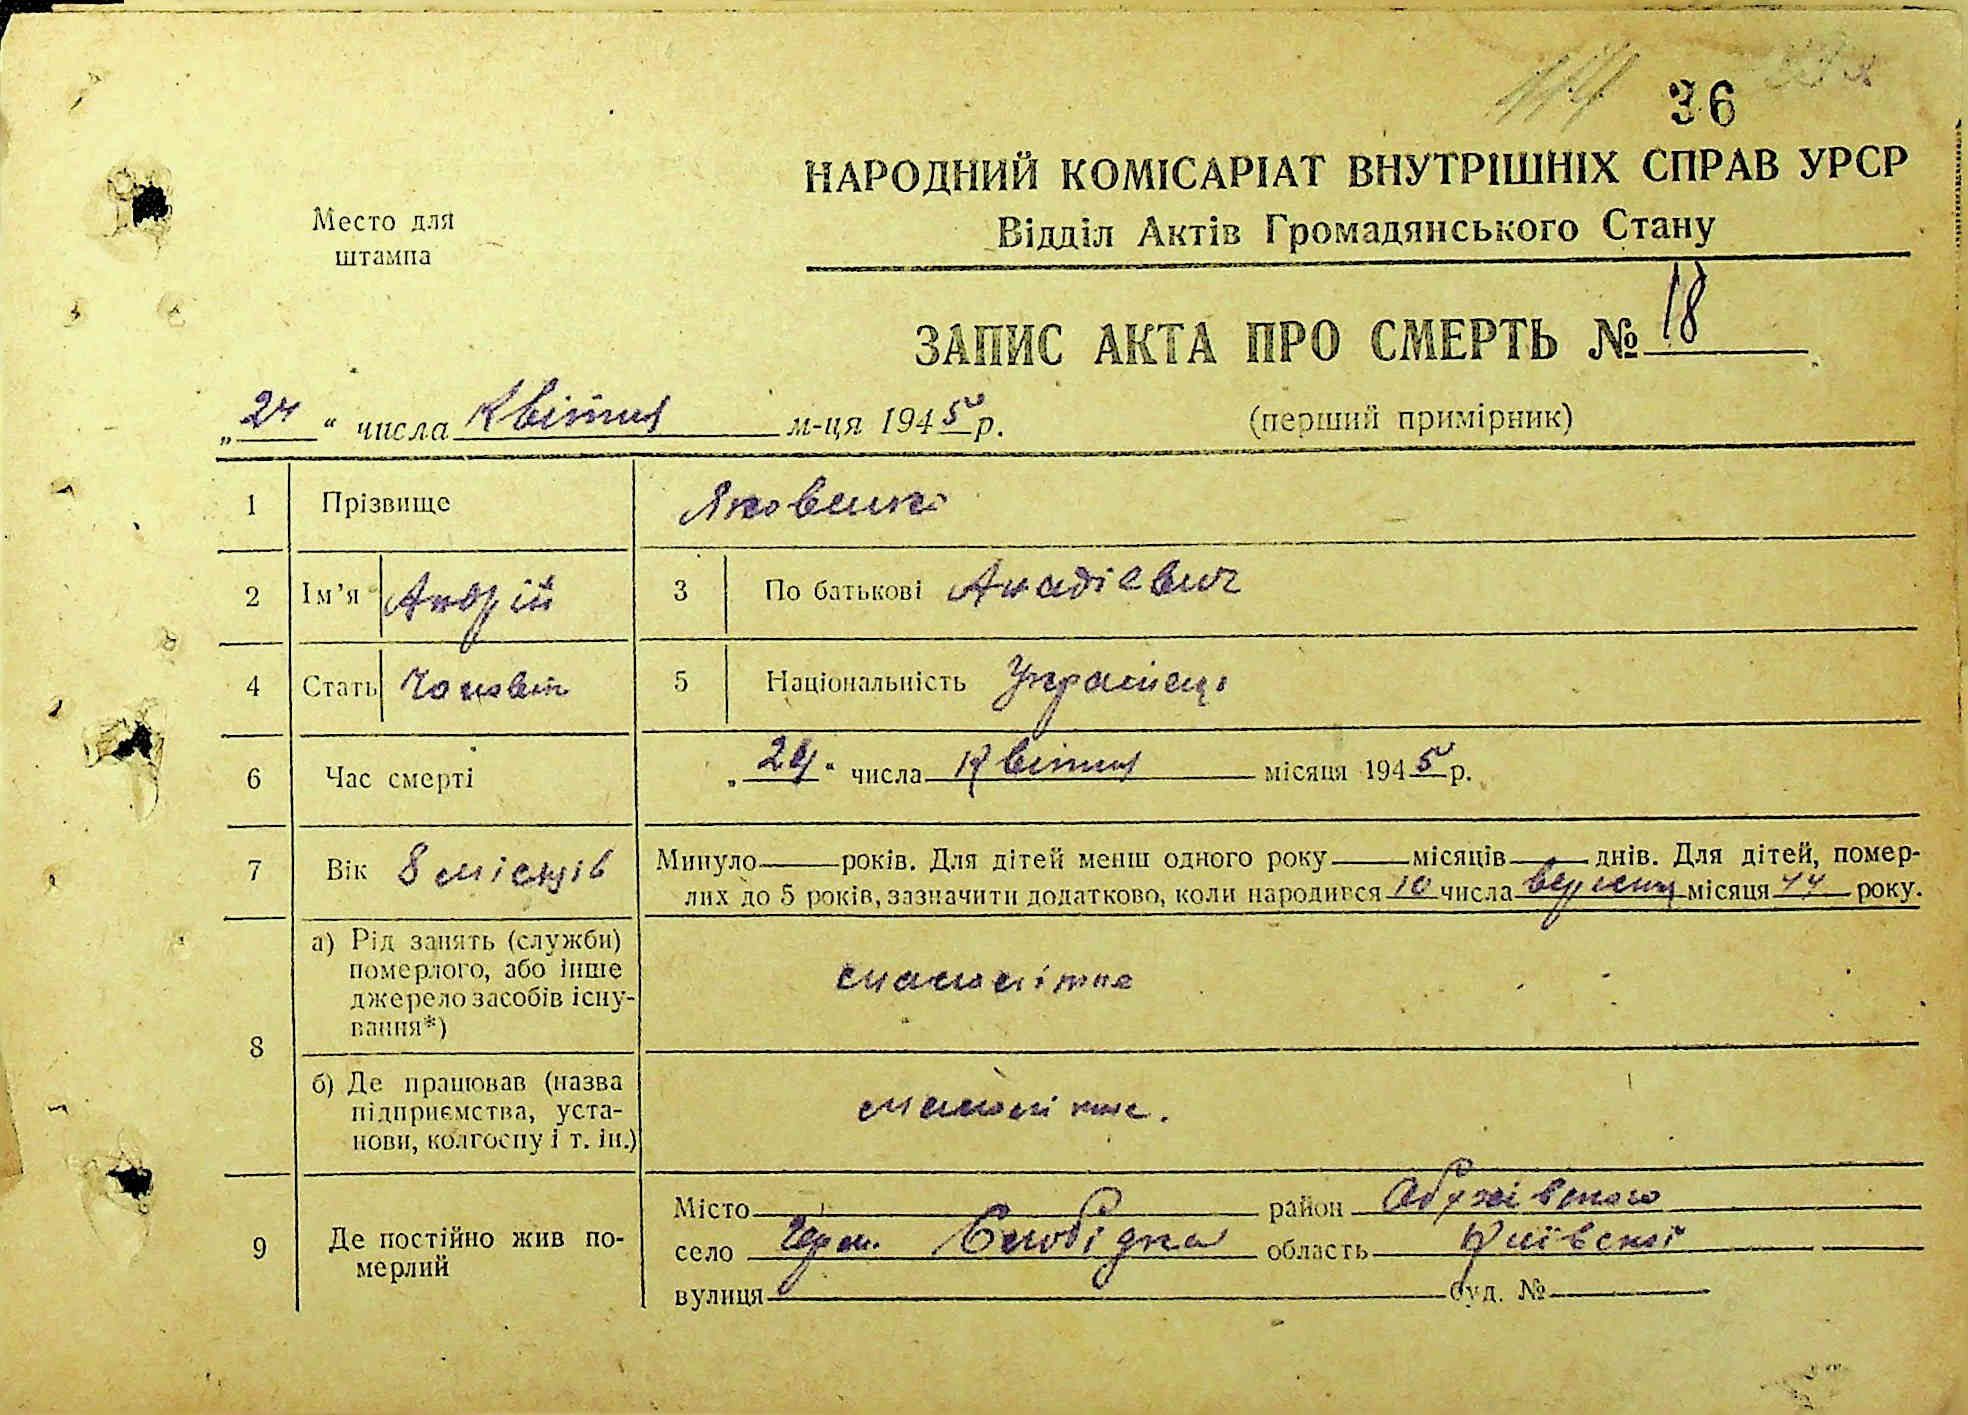 36
НАРОДНИЙ КОМІСАРІАТ ВНУТРІШНІХ СПРАВ УРСР
Место для
штампа
Відділ Актів Громадянського Стану
ЗАПИС АКТА ПРО СМЕРТЬ № 18
„24“ числа Квітня м-ця 1945 р.
(перший примірник)
1 Прізвище Яковенко
2 Ім’я Андрій 3 По батькові
4 Стать Чоловік 5 Національність Українець
6 Час смерті „24“ числа Квітня місяця 1945 р.
7 Вік 8 місяців Минуло року. Для дітей менш одного року місяців днів. Для дітей, помер-
лих до 5 років, зазначити додатково, коли народився 10 числа вересня місяця 44 року.
8 а) Рід занять (служби)
померлого, або інше
джерело засобів існу-
вання*)
малолітнє
б) Де працював (назва
підприємства, уста-
нови, колгоспу і т. ін.)
малолітнє.
9 Де постійно жив по-
мерлий
Місто район Обухівського
село Черем. Слобідка область Київської
вулиця буд. №